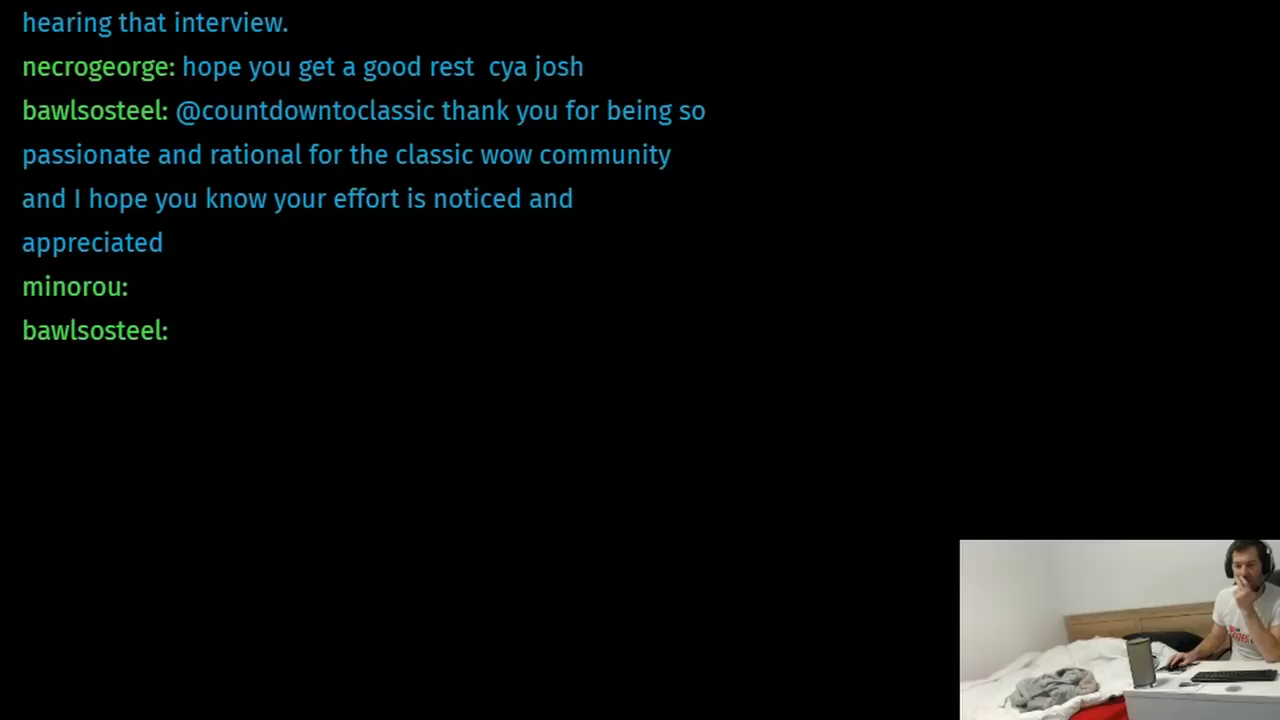 hearing that interview.
necrogeorge: hope you get a good rest  cya josh
bawlsosteel: @countdowntoclassic thank you for being so
passionate and rational for the classic wow community
and I hope you know your effort is noticed and
appreciated
minorou:
bawlsosteel: